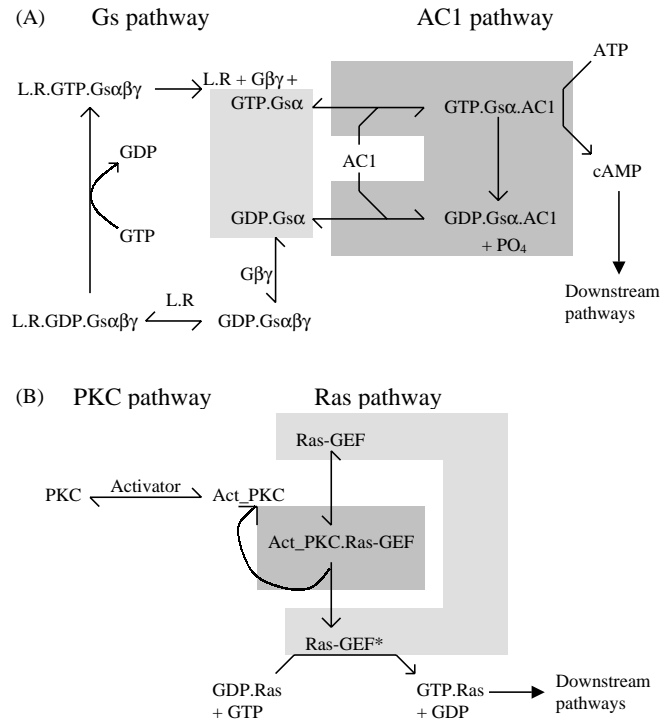 (A) Gs pathway AC1 pathway
ATP
L.R + Gβγ +
L.R.GTP.Gsαβγ GTP.Gsα GTP.Gsα.AC1
GDP
AC1
cAMP
GTP
GDP.Gsα GDP.Gsα.AC1
+ PO₄
Gβγ
L.R
L.R.GDP.Gsαβγ GDP.Gsαβγ
Downstream
pathways
(B) PKC pathway Ras pathway
Ras-GEF
PKC Activator Act_PKC
Act_PKC.Ras-GEF
Ras-GEF*
GDP.Ras
+ GTP
GTP.Ras
+ GDP
Downstream
pathways